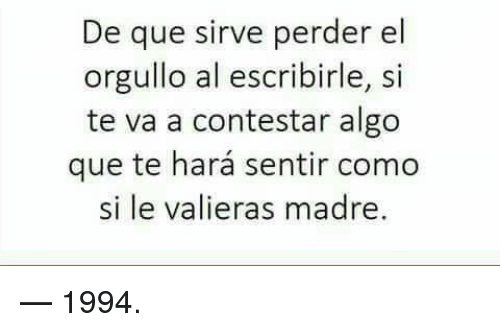 De que sirve perder el
orgullo al escribirle, si
te va a contestar algo
que te hará sentir como
si le valieras madre.
— 1994.